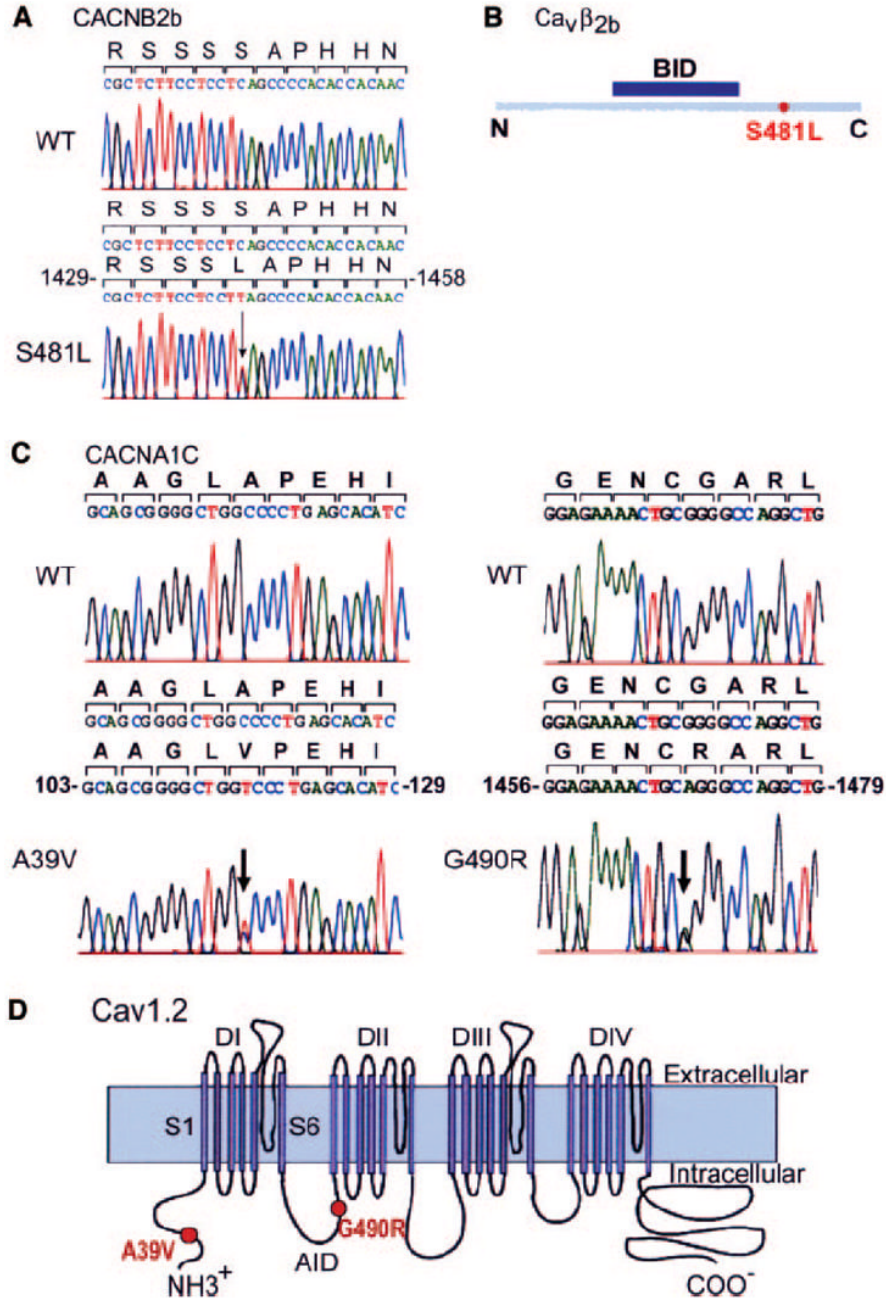 A CACNB2b
R S S S S A P H H N
CGCTCTTCCTCCTCAGCCCCACACCACAAC
WT
R S S S S A P H H N
CGCTCTTCCTCCTCAGCCCCACACCACAAC
R S S S L A P H H N
1429- -1458
CGCTCTTCCTCCTTAGCCCCACACCACAAC
S481L
B Cavβ2b
BID
N S481L C
C CACNA1C
A A G L A P E H I
GCAGCGGGGCTGGCCCCTGAGCACATC
WT
A A G L A P E H I
GCAGCGGGGCTGGCCCCTGAGCACATC
A A G L V P E H I
103-GCAGCGGGGCTGGTCCCTGAGCACATC-129
A39V
G E N C G A R L
GGAGAAAACTGCGGGGCCAGGCTG
WT
G E N C G A R L
GGAGAAAACTGCGGGGCCAGGCTG
G E N C R A R L
1456-GGAGAAAACTGCAGGGCCAGGCTG-1479
G490R
D Cav1.2
DI DII DIII DIV
Extracellular
S1 S6
Intracellular
A39V G490R
AID
NH3+ COO-